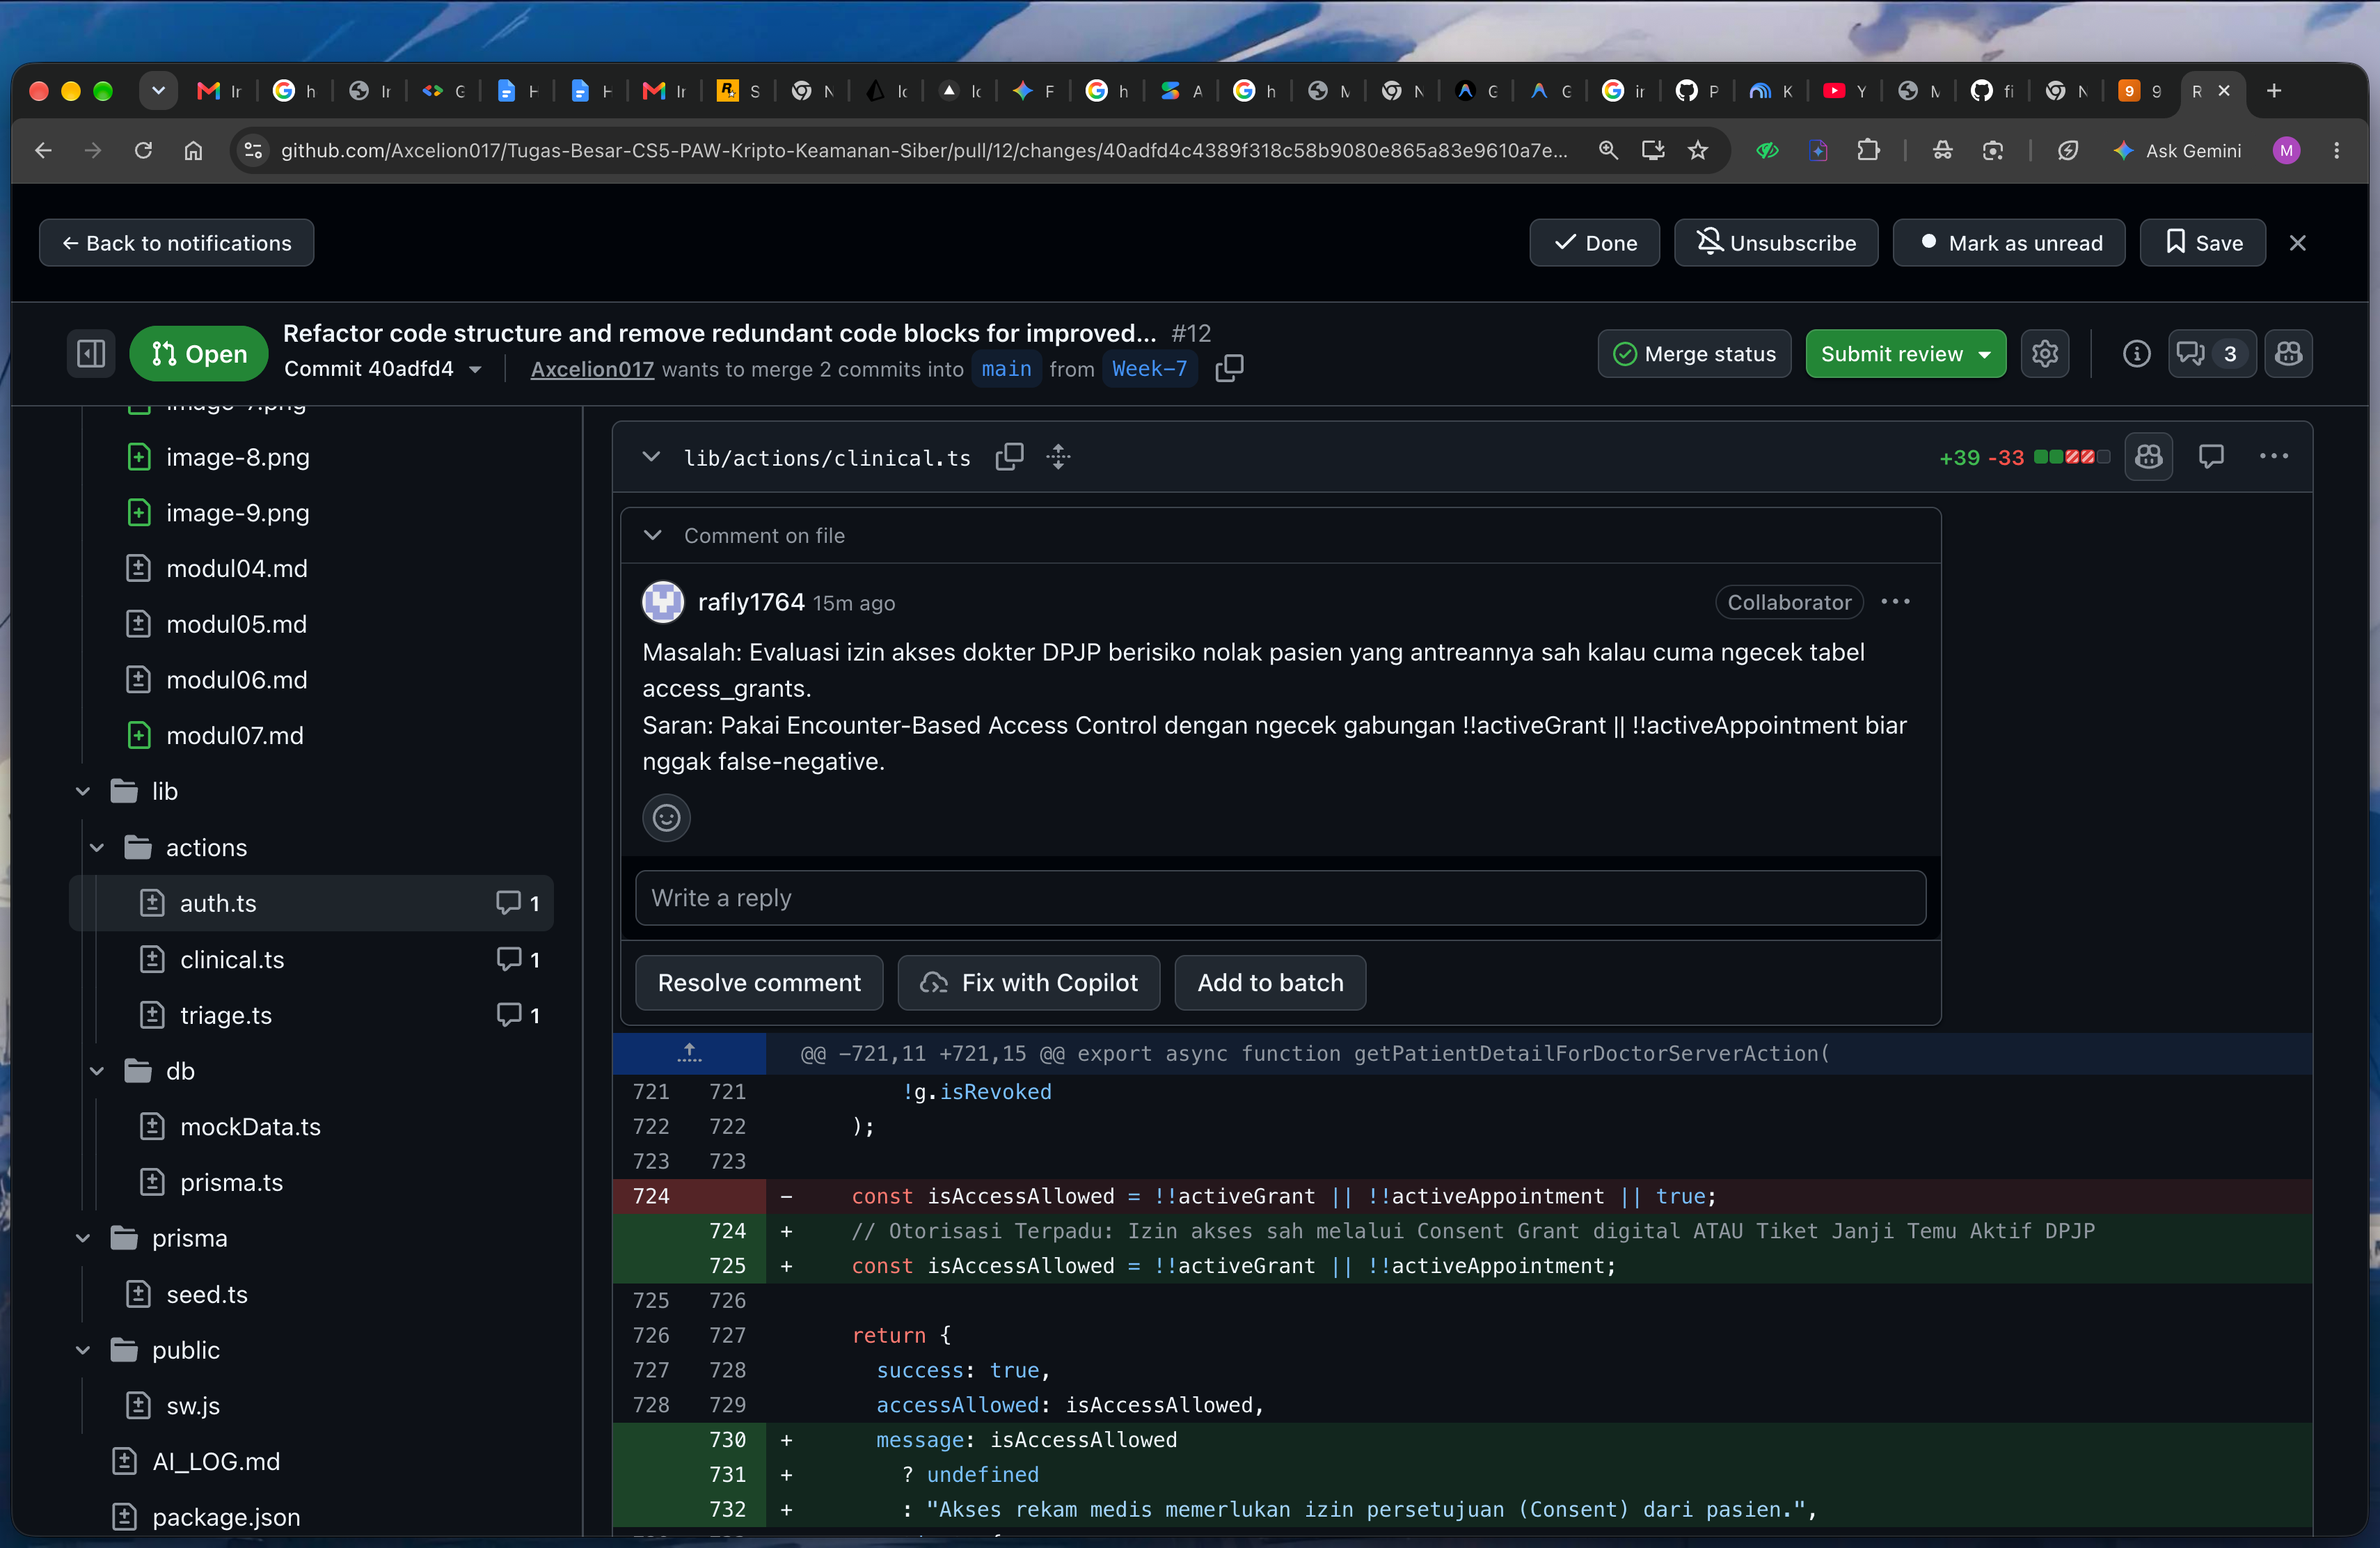 github.com/Axcelion017/Tugas-Besar-CS5-PAW-Kripto-Keamanan-Siber/pull/12/changes/40adfd4c4389f318c58b9080e865a83e9610a7e...
Ask Gemini
M
Back to notifications
Done
Unsubscribe
Mark as unread
Save
Open
Refactor code structure and remove redundant code blocks for improved... #12
Commit 40adfd4
Axcelion017 wants to merge 2 commits into main from Week-7
Merge status
Submit review
3
image-8.png
image-9.png
modul04.md
modul05.md
modul06.md
modul07.md
lib
actions
auth.ts 1
clinical.ts 1
triage.ts 1
db
mockData.ts
prisma.ts
prisma
seed.ts
public
sw.js
AI_LOG.md
package.json
lib/actions/clinical.ts
+39 -33
Comment on file
rafly1764 15m ago
Collaborator
Masalah: Evaluasi izin akses dokter DPJP berisiko nolak pasien yang antreannya sah kalau cuma ngecek tabel
access_grants.
Saran: Pakai Encounter-Based Access Control dengan ngecek gabungan !!activeGrant || !!activeAppointment biar
nggak false-negative.
Write a reply
Resolve comment
Fix with Copilot
Add to batch
@@ -721,11 +721,15 @@ export async function getPatientDetailForDoctorServerAction(
721 721 !g.isRevoked
722 722 );
723 723
724 - const isAccessAllowed = !!activeGrant || !!activeAppointment || true;
724 + // Otorisasi Terpadu: Izin akses sah melalui Consent Grant digital ATAU Tiket Janji Temu Aktif DPJP
725 + const isAccessAllowed = !!activeGrant || !!activeAppointment;
725 726
726 727 return {
727 728 success: true,
728 729 accessAllowed: isAccessAllowed,
730 + message: isAccessAllowed
731 + ? undefined
732 + : "Akses rekam medis memerlukan izin persetujuan (Consent) dari pasien.",